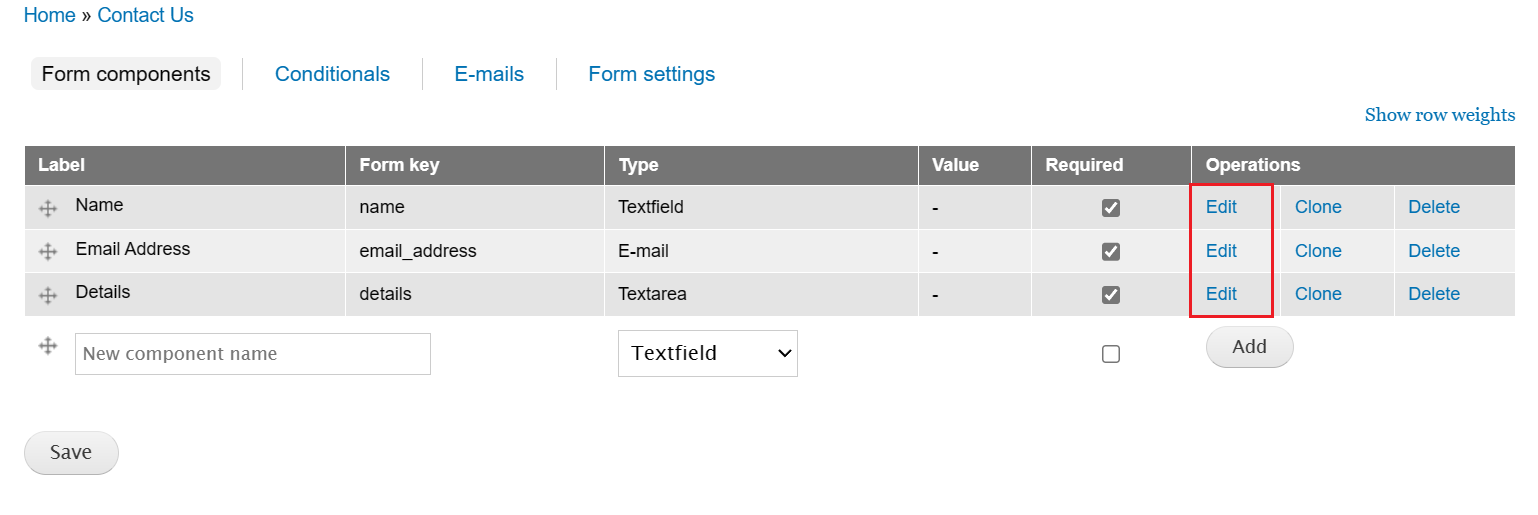 Home » Contact Us
Form components Conditionals E-mails Form settings
Show row weights
Label Form key Type Value Required Operations
Name name Textfield - Edit Clone Delete
Email Address email_address E-mail - Edit Clone Delete
Details details Textarea - Edit Clone Delete
New component name Textfield Add
Save